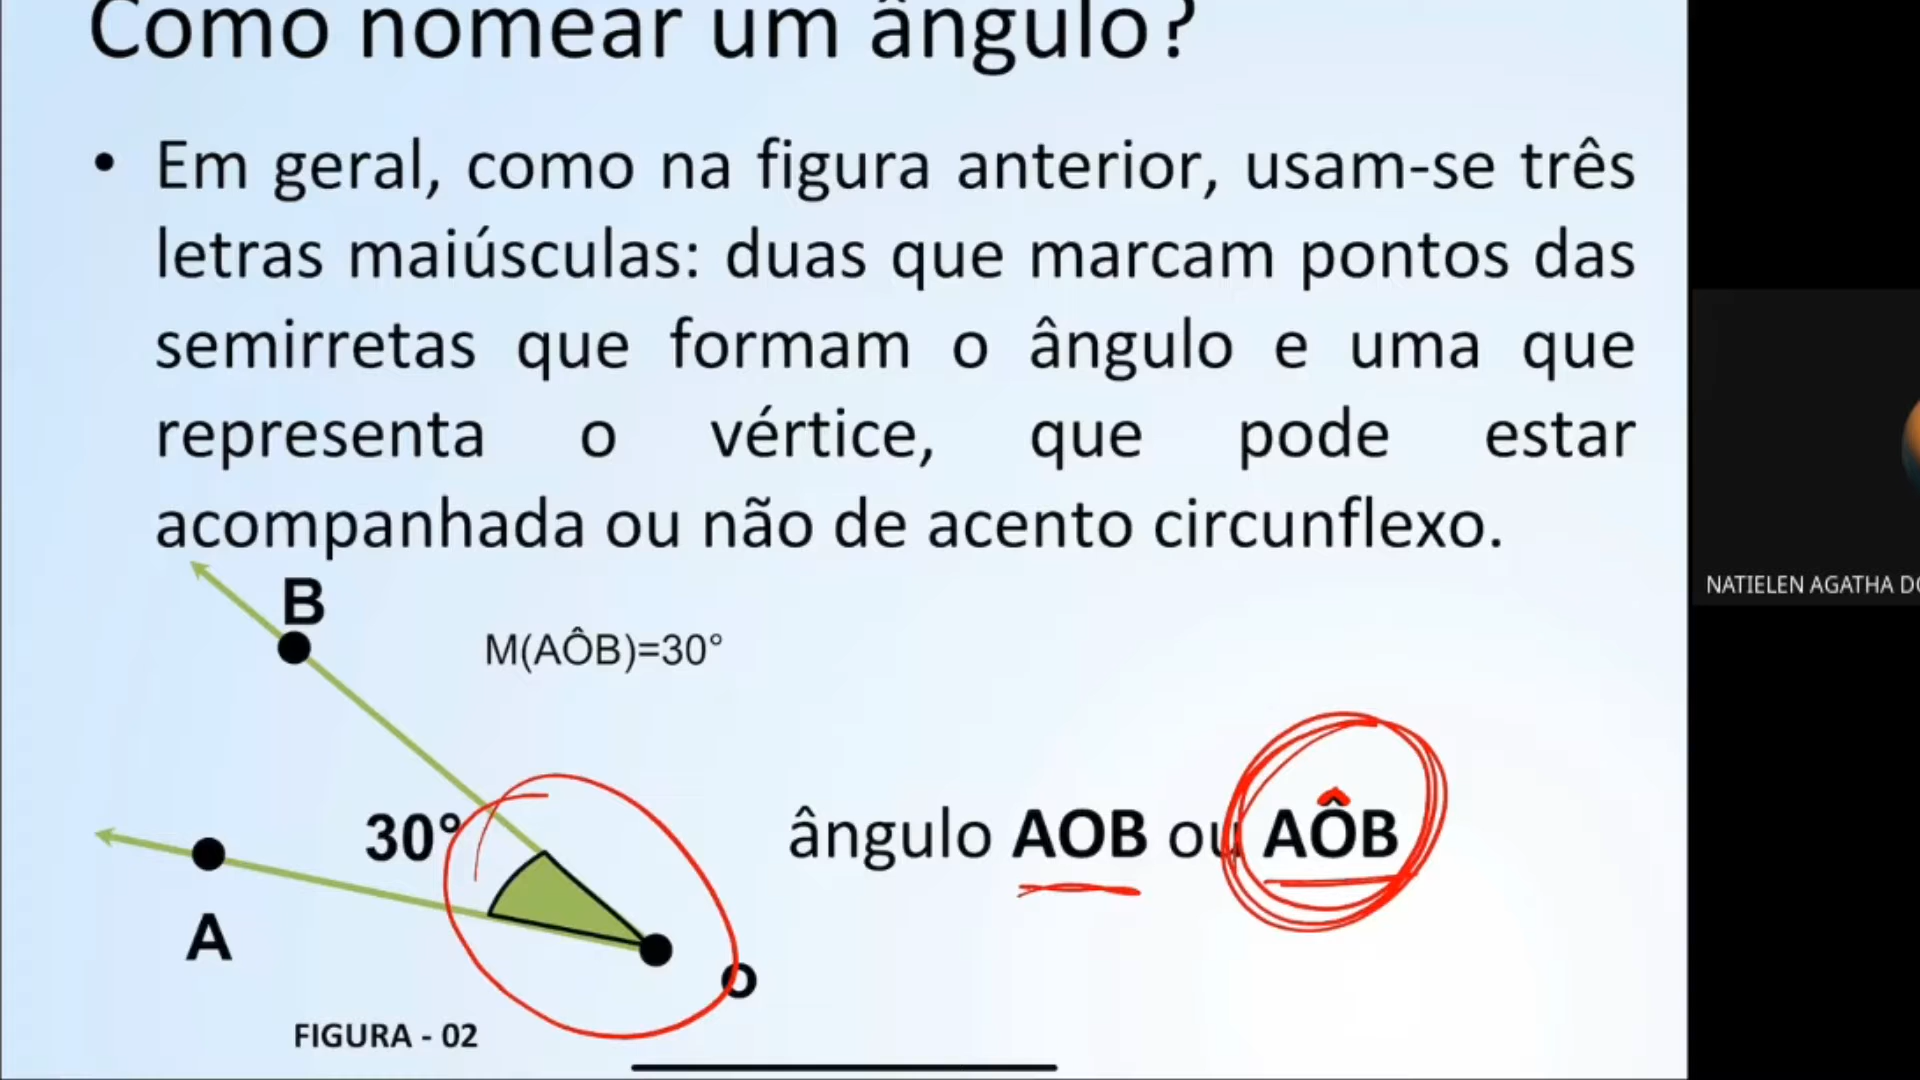 Como nomear um ângulo?
• Em geral, como na figura anterior, usam-se três
letras maiúsculas: duas que marcam pontos das
semirretas que formam o ângulo e uma que
representa o vértice, que pode estar
acompanhada ou não de acento circunflexo.
B
M(AÔB)=30°
30°
ângulo AOB ou AÔB
A
O
FIGURA - 02
NATIELEN AGATHA DO